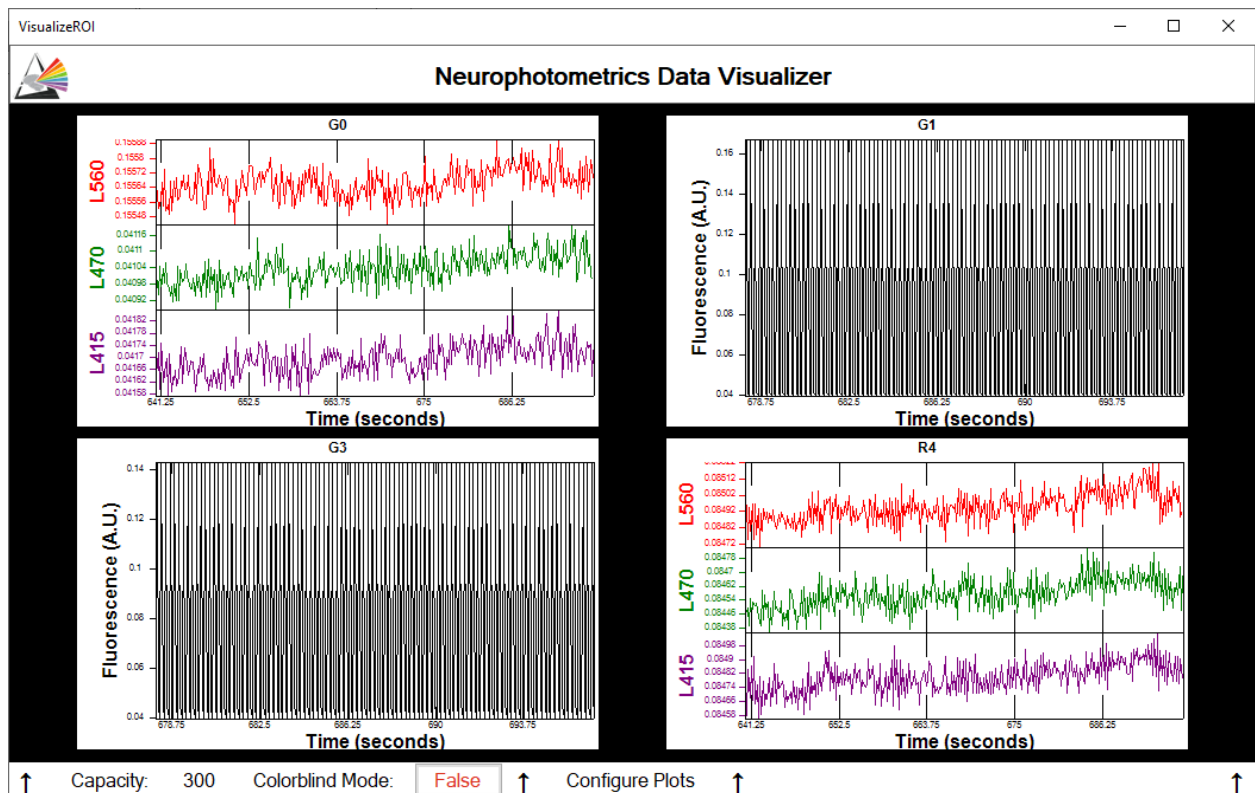 VisualizeROI
Neurophotometrics Data Visualizer
G0
L560
0.15588
0.1558
0.15572
0.15564
0.15556
0.15548
L470
0.04116
0.0411
0.04104
0.04098
0.04092
L415
0.04182
0.04178
0.04174
0.0417
0.04166
0.04162
0.04158
641.25 652.5 663.75 675 686.25
Time (seconds)
G1
Fluorescence (A.U.)
0.16
0.14
0.12
0.1
0.08
0.06
0.04
678.75 682.5 686.25 690 693.75
Time (seconds)
G3
Fluorescence (A.U.)
0.14
0.12
0.1
0.08
0.06
0.04
678.75 682.5 686.25 690 693.75
Time (seconds)
R4
L560
0.08522
0.08512
0.08502
0.08492
0.08482
0.08472
L470
0.08478
0.0847
0.08462
0.08454
0.08446
0.08438
L415
0.08498
0.0849
0.08482
0.08474
0.08466
0.08458
641.25 652.5 663.75 675 686.25
Time (seconds)
Capacity: 300 Colorblind Mode: False Configure Plots